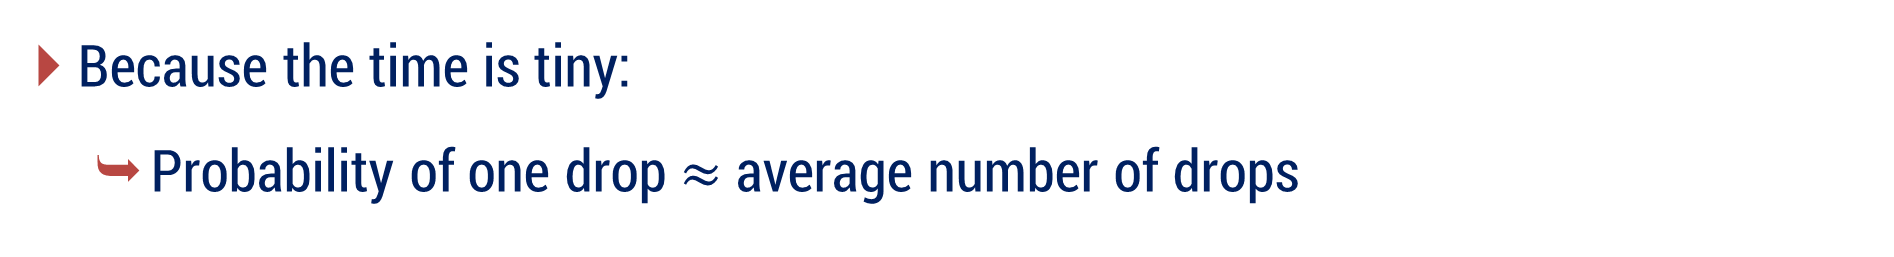 Because the time is tiny:
Probability of one drop ≈ average number of drops